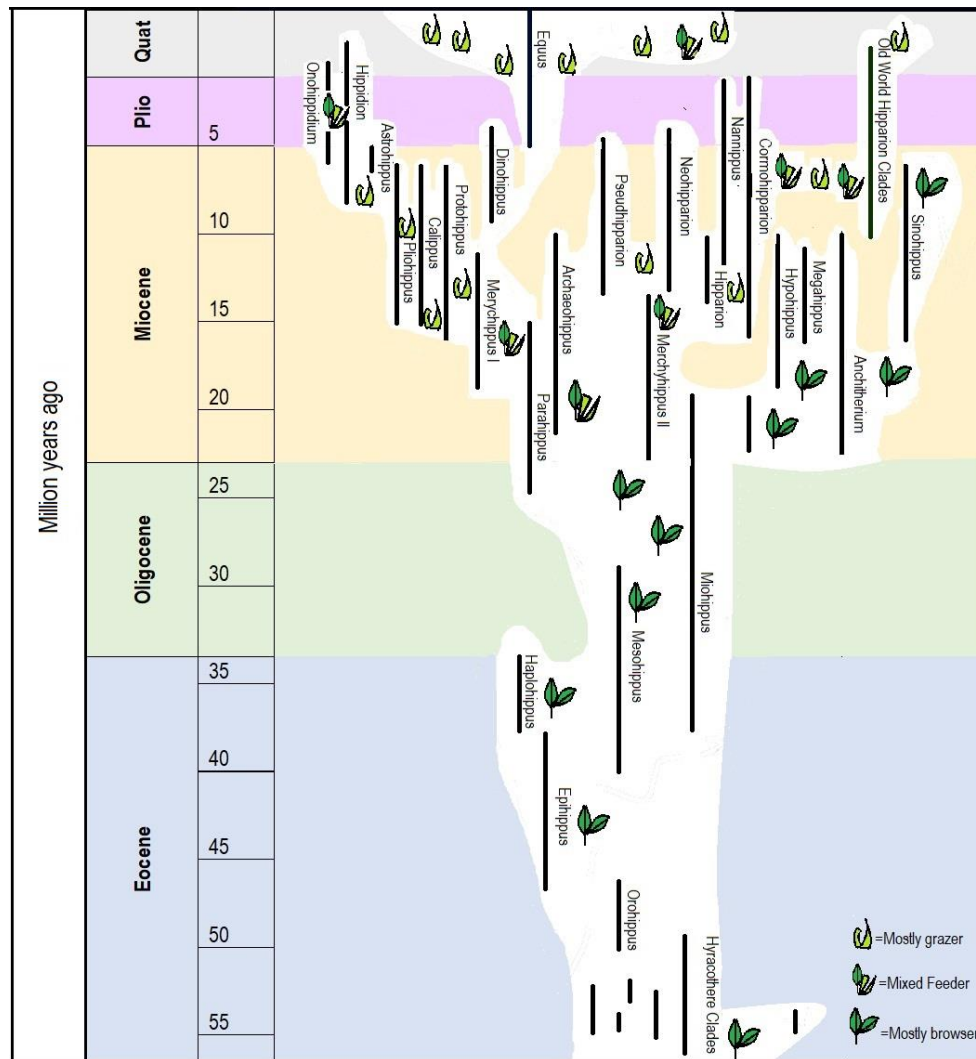 Million years ago
Quat
Plio
Miocene
Oligocene
Eocene
5
10
15
20
25
30
35
40
45
50
55
Onohippidium
Hippidion
Astrohippus
Pliohippus
Calippus
Protohippus
Dinohippus
Merychippus I
Equus
Parahippus
Archaeohippus
Pseudhipparion
Neohipparion
Merchyhippus II
Hipparion
Nannippus
Cormohipparion
Hypohippus
Megahippus
Anchitherium
Old World Hipparion Clades
Sinohippus
Miohippus
Mesohippus
Haplohippus
Epihippus
Orohippus
Hyracothere Clades
=Mostly grazer
=Mixed Feeder
=Mostly browser